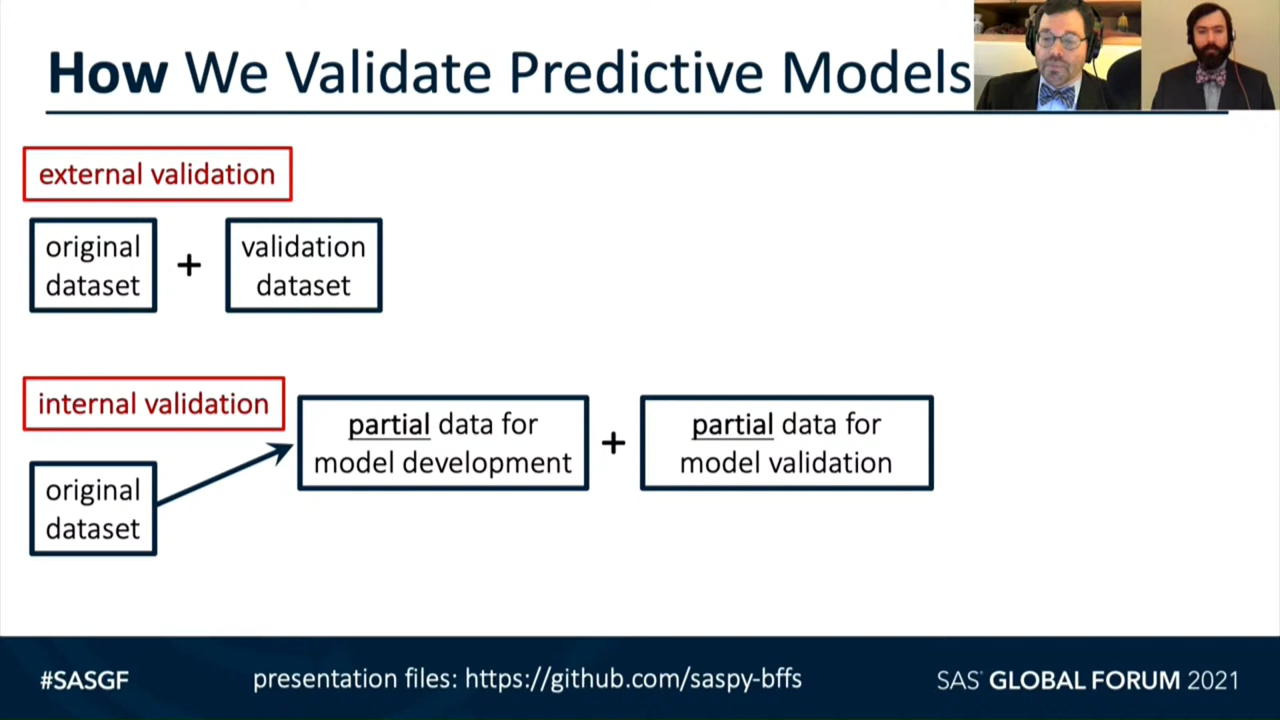 How We Validate Predictive Models
external validation
original
dataset
+
validation
dataset
internal validation
original
dataset
partial data for
model development
+
partial data for
model validation
#SASGF
presentation files: https://github.com/saspy-bffs
SAS® GLOBAL FORUM 2021